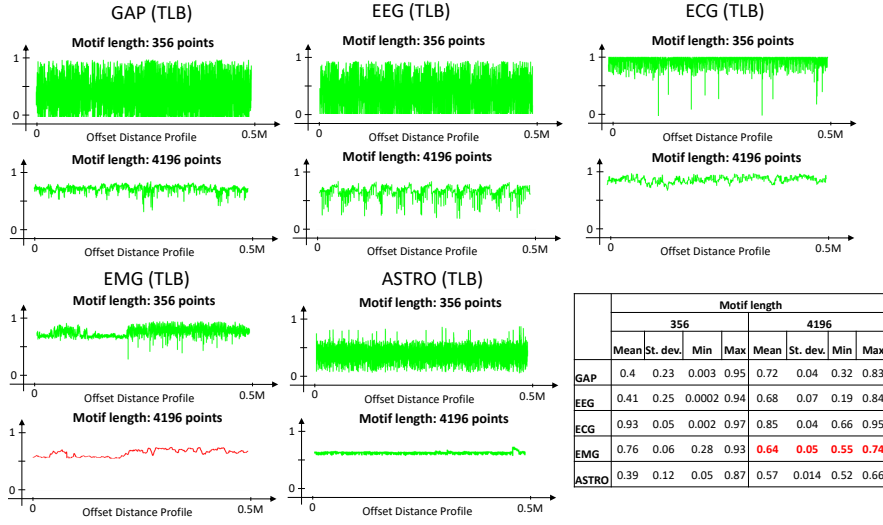 GAP (TLB)
Motif length: 356 points
1
0
0
Offset Distance Profile
0.5M
Motif length: 4196 points
1
0
0
Offset Distance Profile
0.5M
EEG (TLB)
Motif length: 356 points
1
0
0
Offset Distance Profile
0.5M
Motif length: 4196 points
1
0
0
Offset Distance Profile
0.5M
ECG (TLB)
Motif length: 356 points
1
0
0
Offset Distance Profile
0.5M
Motif length: 4196 points
1
0
0
Offset Distance Profile
0.5M
EMG (TLB)
Motif length: 356 points
1
0
0
Offset Distance Profile
0.5M
Motif length: 4196 points
1
0
0
Offset Distance Profile
0.5M
ASTRO (TLB)
Motif length: 356 points
1
0
0
Offset Distance Profile
0.5M
Motif length: 4196 points
1
0
0
Offset Distance Profile
0.5M
Motif length
356 4196
Mean St. dev. Min Max Mean St. dev. Min Max
GAP 0.4 0.23 0.003 0.95 0.72 0.04 0.32 0.83
EEG 0.41 0.25 0.0002 0.94 0.68 0.07 0.19 0.84
ECG 0.93 0.05 0.002 0.97 0.85 0.04 0.66 0.95
EMG 0.76 0.06 0.28 0.93 0.64 0.05 0.55 0.74
ASTRO 0.39 0.12 0.05 0.87 0.57 0.014 0.52 0.66